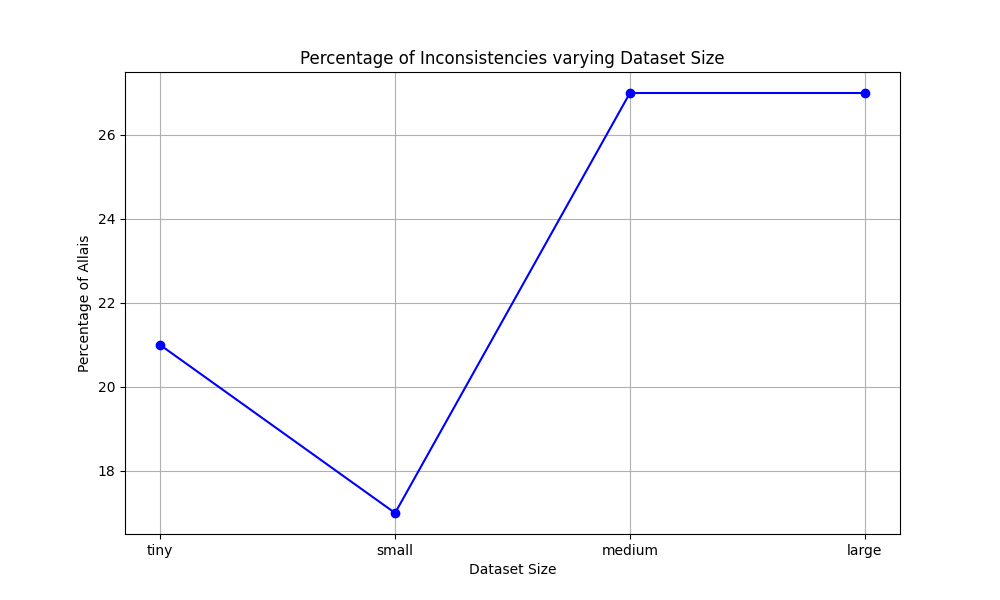 Percentage of Inconsistencies varying Dataset Size
Percentage of Allais
26
24
22
20
18
tiny
small
medium
large
Dataset Size